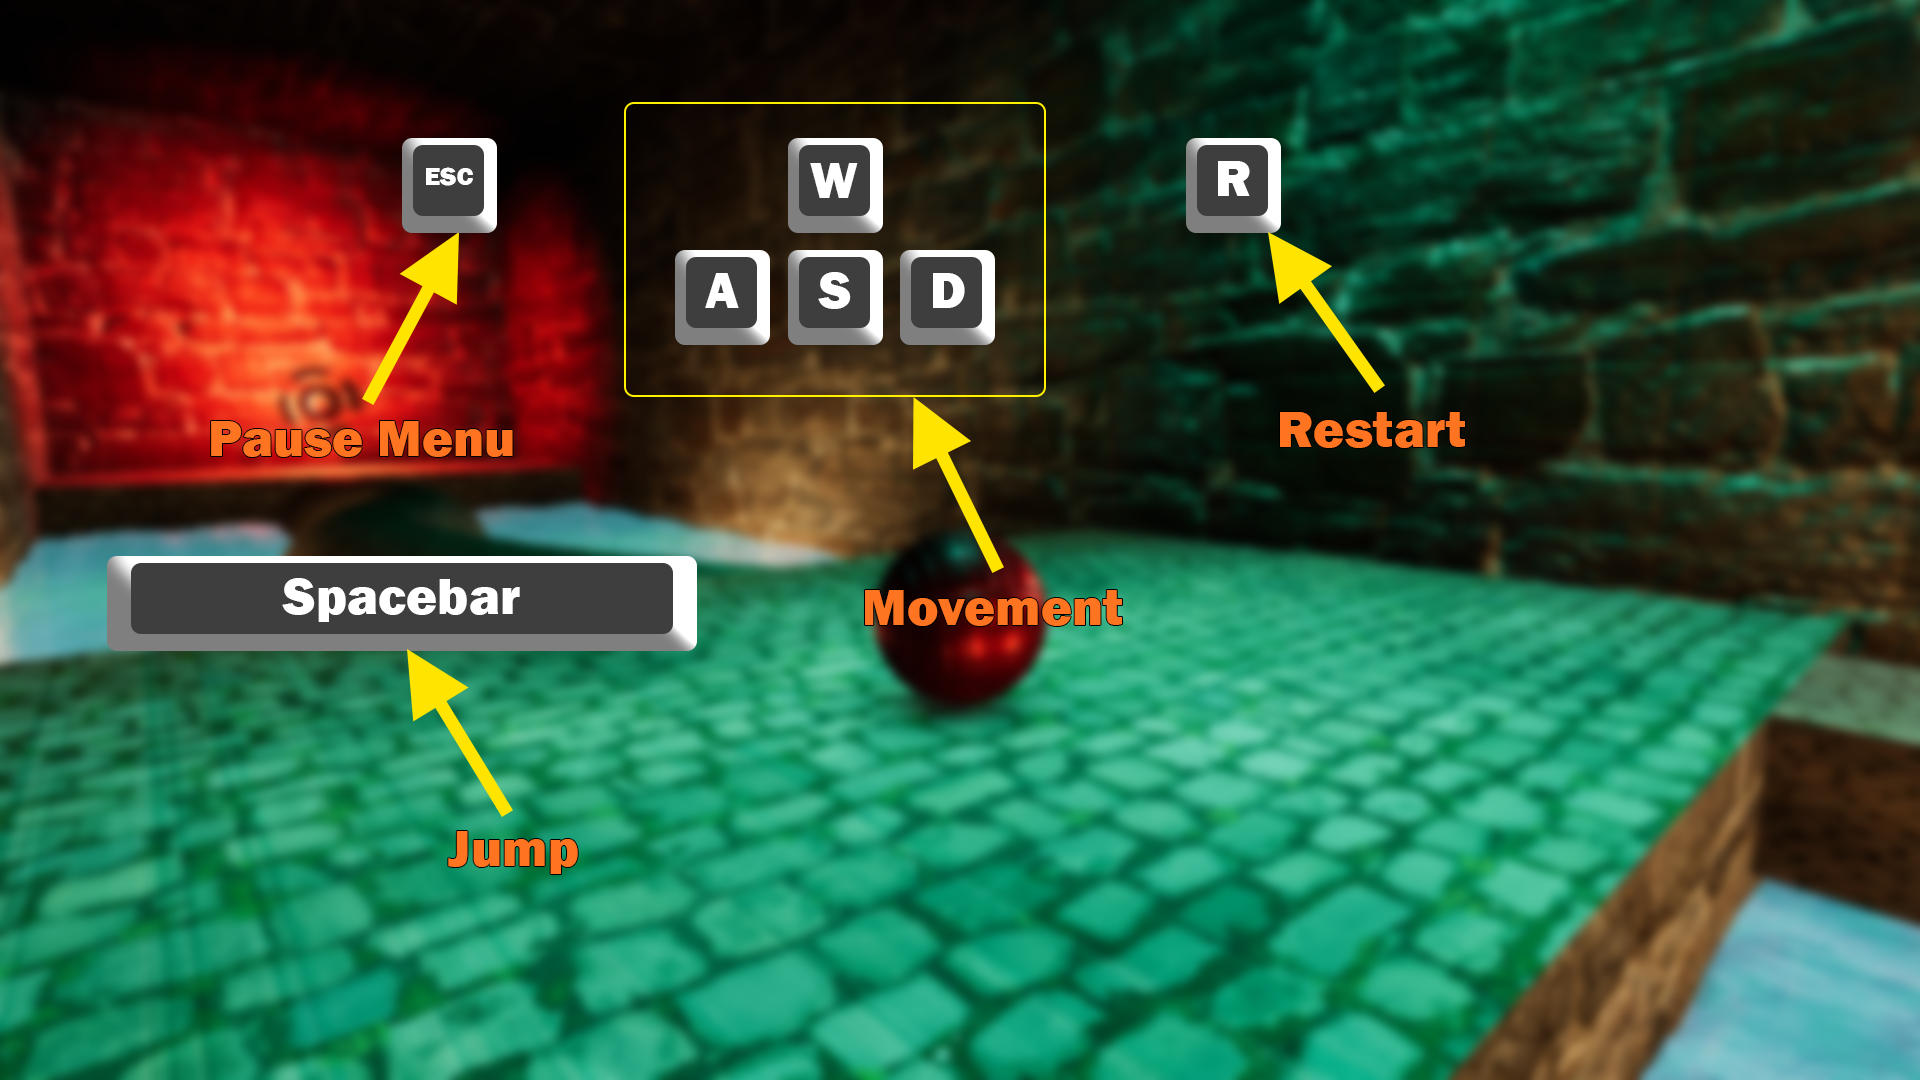 ESC
W
R
A S D
Pause Menu
Restart
Spacebar
Movement
Jump